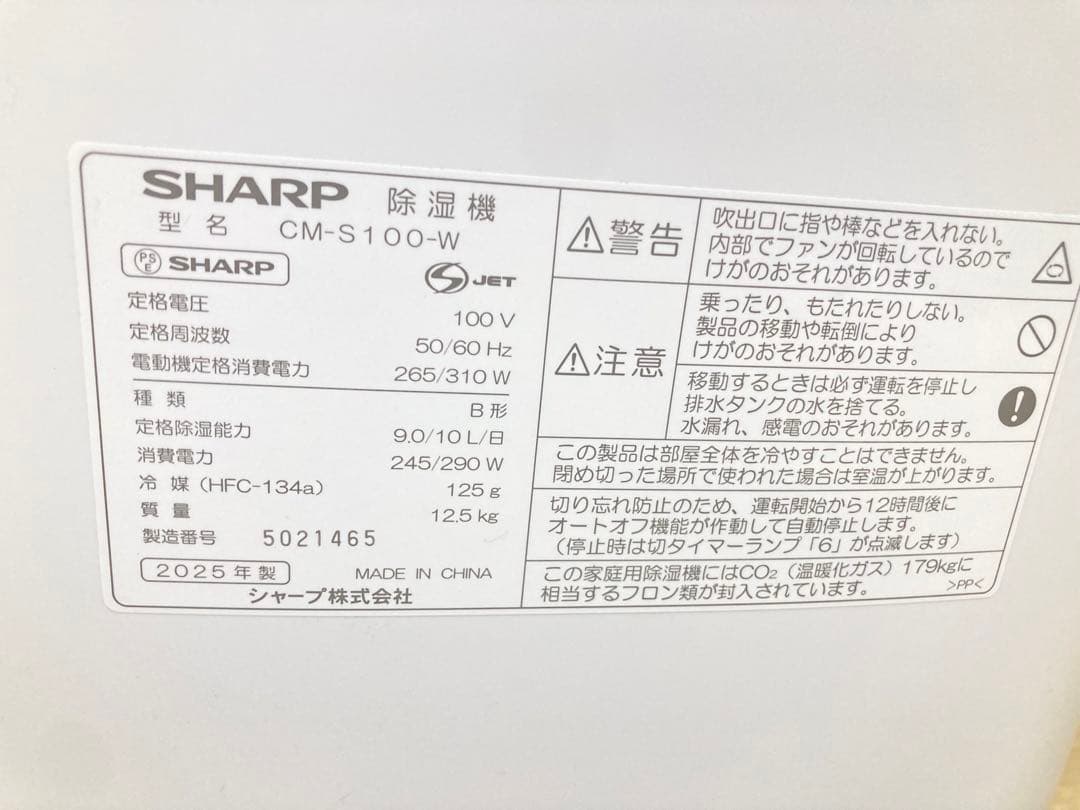 SHARP 除湿機
型名 CM-S100-W
PSE SHARP
S JET
定格電圧 100 V
定格周波数 50/60 Hz
電動機定格消費電力 265/310 W
種類 B形
定格除湿能力 9.0/10 L/日
消費電力 245/290 W
冷媒(HFC-134a) 125 g
質量 12.5 kg
製造番号 5021465
2025年製 MADE IN CHINA
シャープ株式会社
警告
吹出口に指や棒などを入れない。
内部でファンが回転しているので
けがのおそれがあります。
注意
乗ったり、もたれたりしない。
製品の移動や転倒により
けがのおそれがあります。
移動するときは必ず運転を停止し
排水タンクの水を捨てる。
水漏れ、感電のおそれがあります。
この製品は部屋全体を冷やすことはできません。
閉め切った場所で使われた場合は室温が上がります。
切り忘れ防止のため、運転開始から12時間後に
オートオフ機能が作動して自動停止します。
(停止時は切タイマーランプ「6」が点滅します)
この家庭用除湿機にはCO₂(温暖化ガス)179kgに
相当するフロン類が封入されています。
>PP<